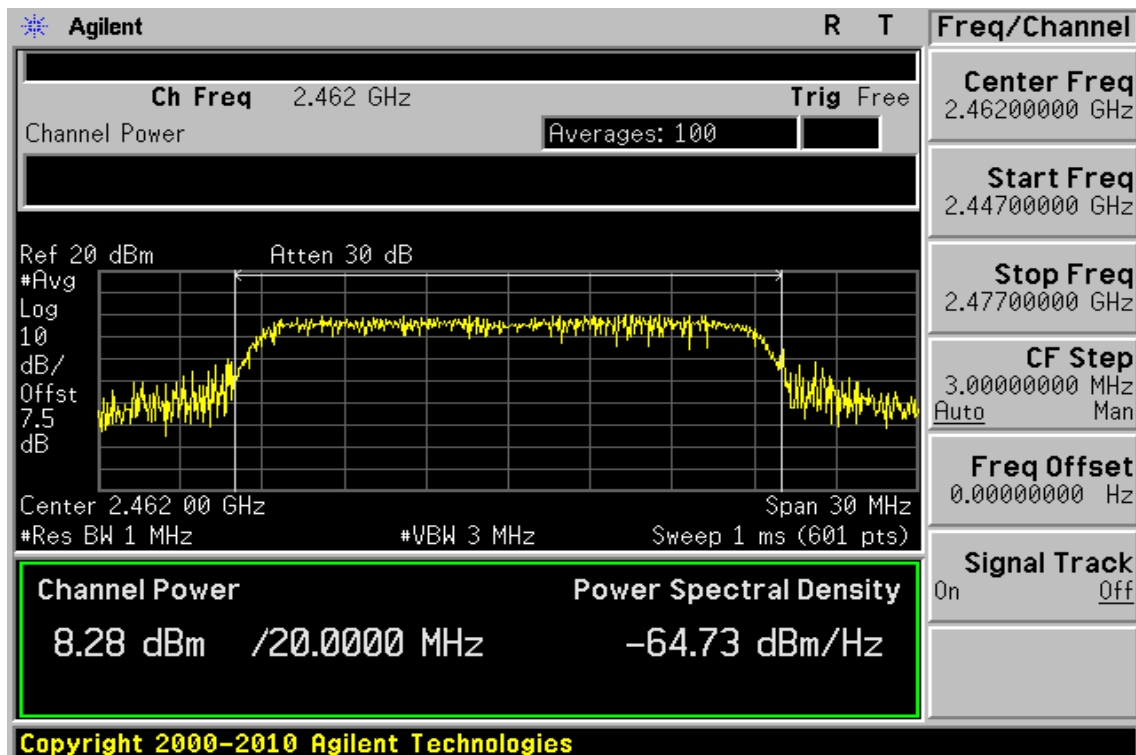 Agilent R T Freq/Channel
Ch Freq 2.462 GHz Trig Free
Channel Power Averages: 100
Center Freq
2.46200000 GHz
Start Freq
2.44700000 GHz
Stop Freq
2.47700000 GHz
CF Step
3.00000000 MHz
Auto Man
Freq Offset
0.00000000 Hz
Signal Track
On Off
Ref 20 dBm Atten 30 dB
#Avg
Log
10
dB/
Offst
7.5
dB
Center 2.462 00 GHz Span 30 MHz
#Res BW 1 MHz #VBW 3 MHz Sweep 1 ms (601 pts)
Channel Power Power Spectral Density
8.28 dBm /20.0000 MHz -64.73 dBm/Hz
Copyright 2000-2010 Agilent Technologies